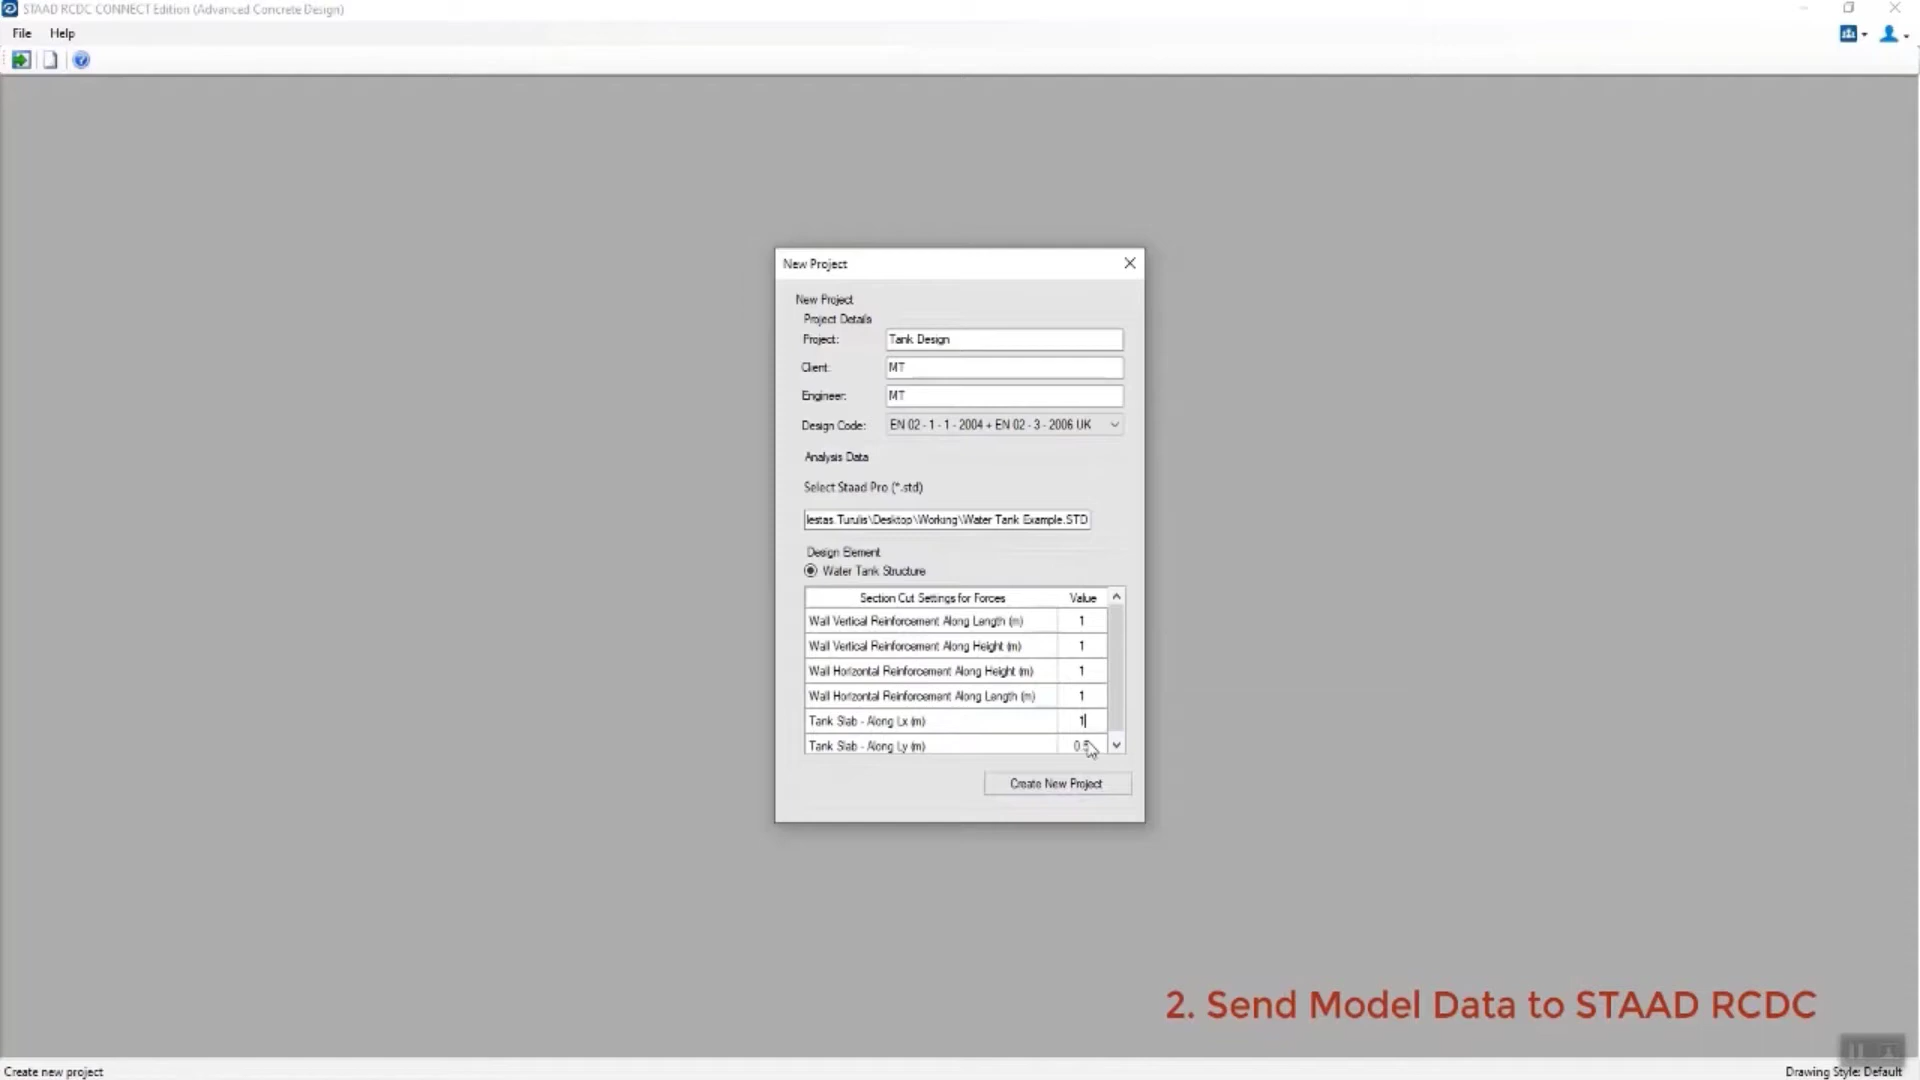 STAAD RCDC CONNECT Edition (Advanced Concrete Design)
File Help
New Project
New Project
Project Details
Project: Tank Design
Client: MT
Engineer: MT
Design Code: EN 02 - 1 - 1 - 2004 + EN 02 - 3 - 2006 UK
Analysis Data
Select Staad Pro (*.std)
lestas.Turulis\Desktop\Working\Water Tank Example.STD
Design Element
Water Tank Structure
Section Cut Settings for Forces Value
Wall Vertical Reinforcement Along Length (m) 1
Wall Vertical Reinforcement Along Height (m) 1
Wall Horizontal Reinforcement Along Height (m) 1
Wall Horizontal Reinforcement Along Length (m) 1
Tank Slab - Along Lx (m) 1
Tank Slab - Along Ly (m) 0.5
Create New Project
2. Send Model Data to STAAD RCDC
Create new project
Drawing Style: Default